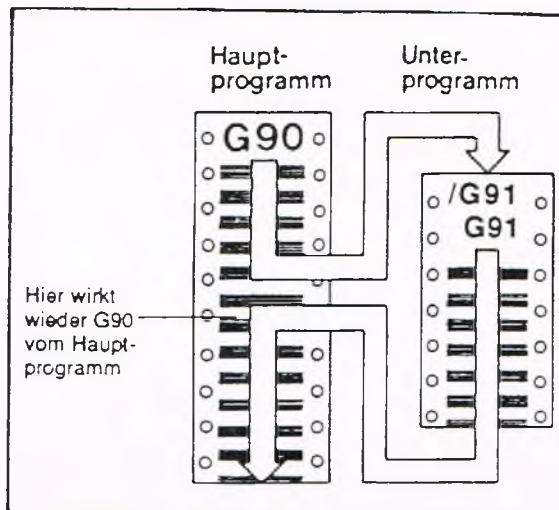 Haupt-
programm
Unter-
programm
G90
/G91
G91
Hier wirkt
wieder G90
vom Haupt-
programm